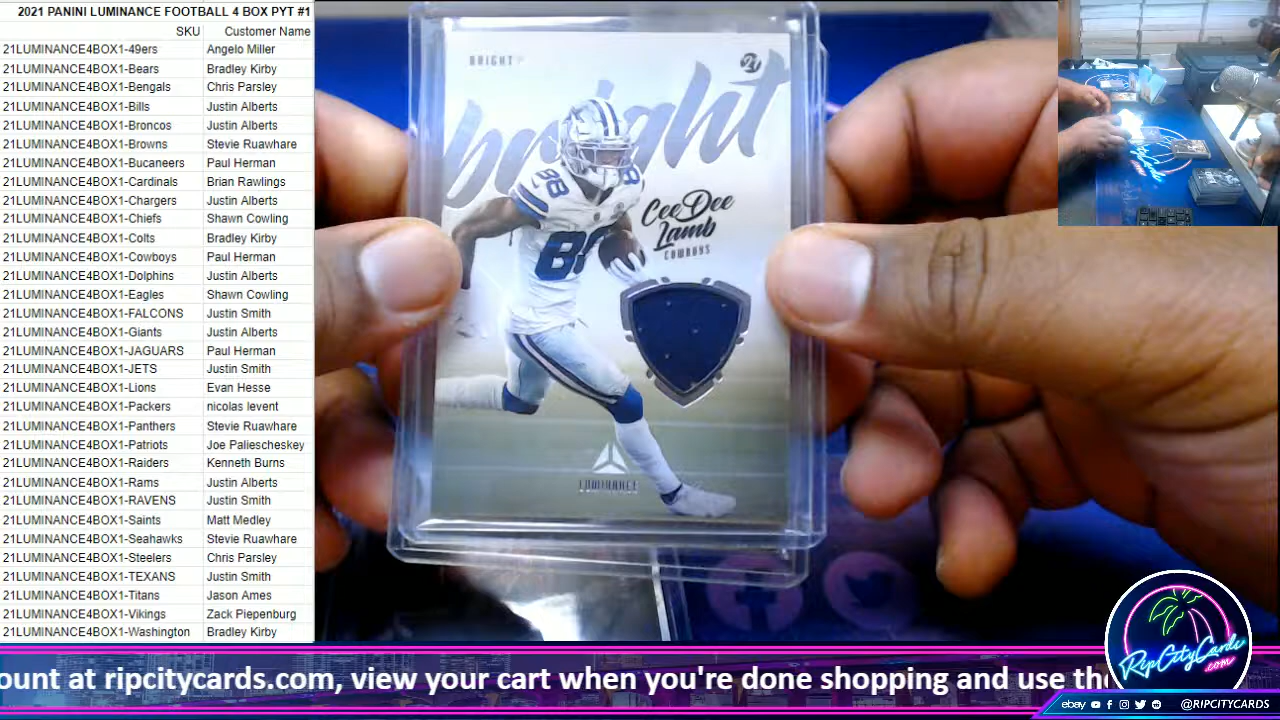 2021 PANINI LUMINANCE FOOTBALL 4 BOX PYT #1
SKU Customer Name
21LUMINANCE4BOX1-49ers Angelo Miller
21LUMINANCE4BOX1-Bears Bradley Kirby
21LUMINANCE4BOX1-Bengals Chris Parsley
21LUMINANCE4BOX1-Bills Justin Alberts
21LUMINANCE4BOX1-Broncos Justin Alberts
21LUMINANCE4BOX1-Browns Stevie Ruawhare
21LUMINANCE4BOX1-Bucaneers Paul Herman
21LUMINANCE4BOX1-Cardinals Brian Rawlings
21LUMINANCE4BOX1-Chargers Justin Alberts
21LUMINANCE4BOX1-Chiefs Shawn Cowling
21LUMINANCE4BOX1-Colts Bradley Kirby
21LUMINANCE4BOX1-Cowboys Paul Herman
21LUMINANCE4BOX1-Dolphins Justin Alberts
21LUMINANCE4BOX1-Eagles Shawn Cowling
21LUMINANCE4BOX1-FALCONS Justin Smith
21LUMINANCE4BOX1-Giants Justin Alberts
21LUMINANCE4BOX1-JAGUARS Paul Herman
21LUMINANCE4BOX1-JETS Justin Smith
21LUMINANCE4BOX1-Lions Evan Hesse
21LUMINANCE4BOX1-Packers nicolas levent
21LUMINANCE4BOX1-Panthers Stevie Ruawhare
21LUMINANCE4BOX1-Patriots Joe Paliescheskey
21LUMINANCE4BOX1-Raiders Kenneth Burns
21LUMINANCE4BOX1-Rams Justin Alberts
21LUMINANCE4BOX1-RAVENS Justin Smith
21LUMINANCE4BOX1-Saints Matt Medley
21LUMINANCE4BOX1-Seahawks Stevie Ruawhare
21LUMINANCE4BOX1-Steelers Chris Parsley
21LUMINANCE4BOX1-TEXANS Justin Smith
21LUMINANCE4BOX1-Titans Jason Ames
21LUMINANCE4BOX1-Vikings Zack Piepenburg
21LUMINANCE4BOX1-Washington Bradley Kirby
BRIGHT
21
bright
88
8
88
CeeDee
Lamb
COWBOYS
LUMINANCE
ount at ripcitycards.com, view your cart when you're done shopping and use th
RipCityCards
.com
ebay @RIPCITYCARDS